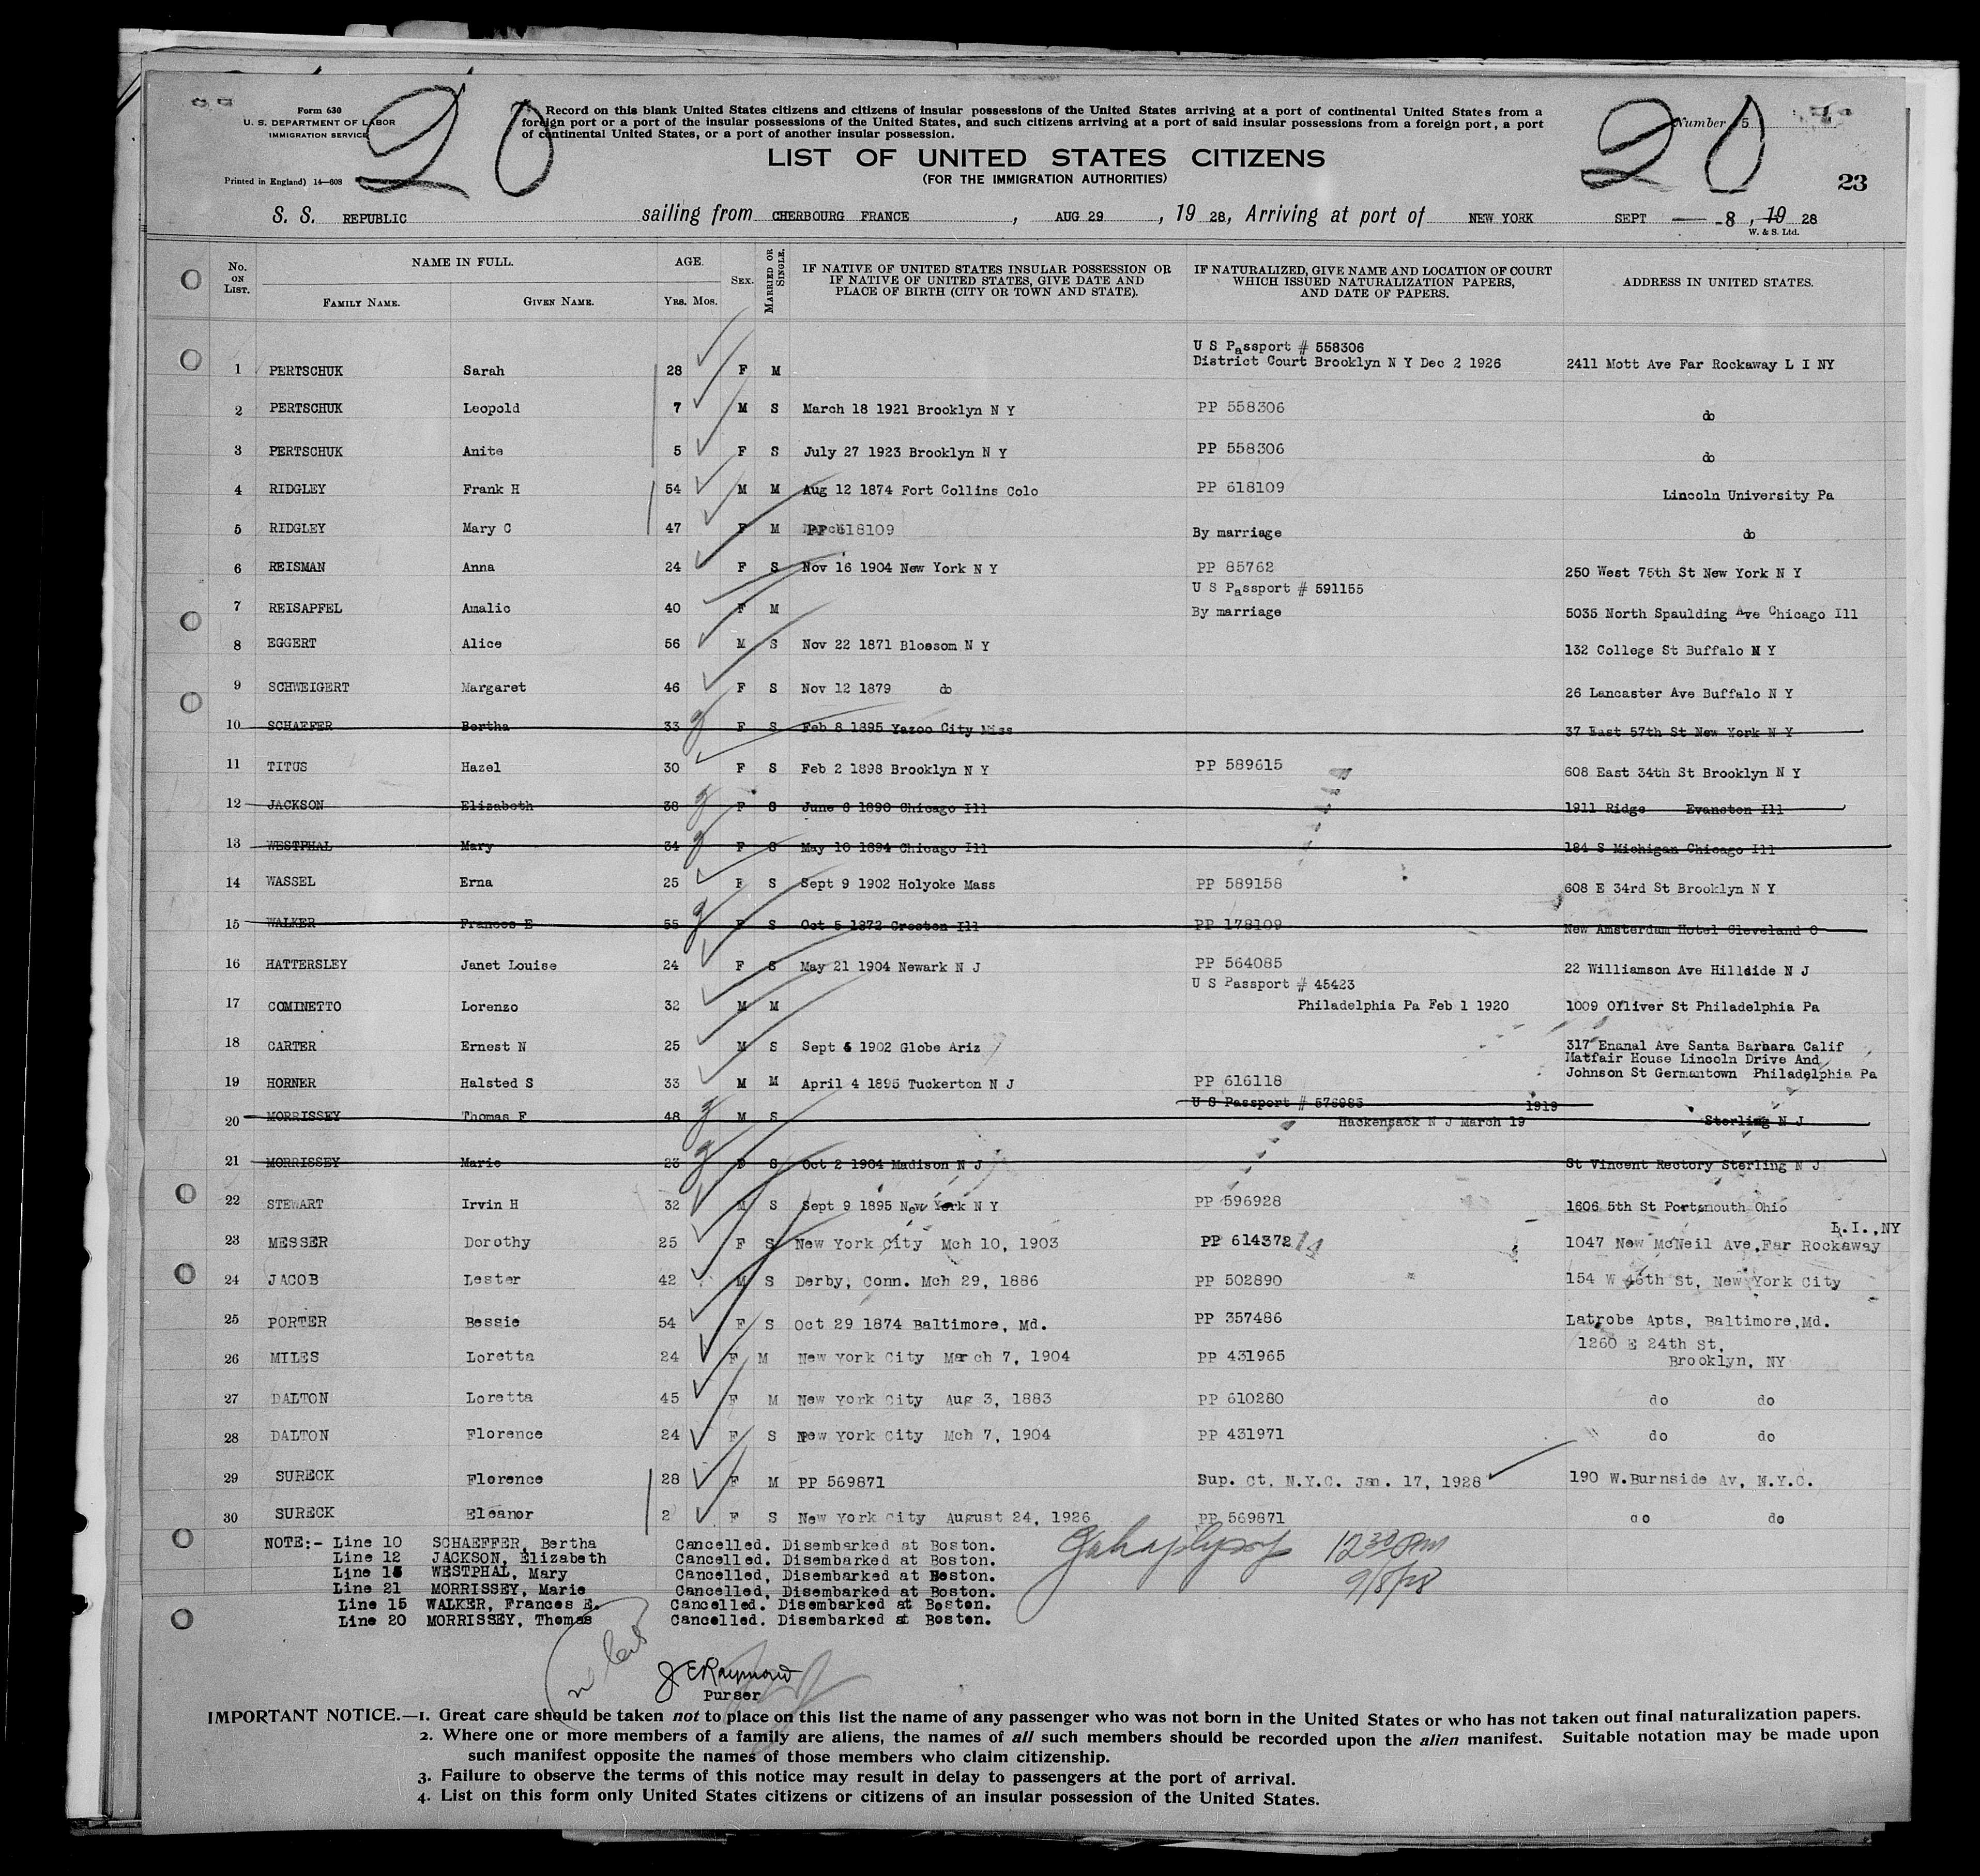 20
20
Form 630
U. S. DEPARTMENT OF LABOR
IMMIGRATION SERVICE
Printed in England) 14—608
Record on this blank United States citizens and citizens of insular possessions of the United States arriving at a port of continental United States from a
foreign port or a port of the insular possessions of the United States, and such citizens arriving at a port of said insular possessions from a foreign port, a port
of continental United States, or a port of another insular possession.
Number 5
LIST OF UNITED STATES CITIZENS
(FOR THE IMMIGRATION AUTHORITIES)
23
S. S. REPUBLIC sailing from CHERBOURG FRANCE, AUG 29, 19 28, Arriving at port of NEW YORK SEPT 8, 19 28
W. & S. Ltd.
No. ON LIST. NAME IN FULL. FAMILY NAME. GIVEN NAME. AGE. YRS. MOS. SEX. MARRIED OR SINGLE. IF NATIVE OF UNITED STATES INSULAR POSSESSION OR IF NATIVE OF UNITED STATES, GIVE DATE AND PLACE OF BIRTH (CITY OR TOWN AND STATE). IF NATURALIZED, GIVE NAME AND LOCATION OF COURT WHICH ISSUED NATURALIZATION PAPERS, AND DATE OF PAPERS. ADDRESS IN UNITED STATES.
U S Passport # 558306
1 PERTSCHUK Sarah 28 F M District Court Brooklyn N Y Dec 2 1926 2411 Mott Ave Far Rockaway L I NY
2 PERTSCHUK Leopold 7 M S March 18 1921 Brooklyn N Y PP 558306 do
3 PERTSCHUK Anite 5 F S July 27 1923 Brooklyn N Y PP 558306 do
4 RIDGLEY Frank H 54 M M Aug 12 1874 Fort Collins Colo PP 618109 Lincoln University Pa
5 RIDGLEY Mary C 47 F M PP 618109 By marriage do
6 REISMAN Anna 24 F S Nov 16 1904 New York N Y PP 85762 250 West 75th St New York N Y
U S Passport # 591155
7 REISAPFEL Amalic 40 F M By marriage 5035 North Spaulding Ave Chicago Ill
8 EGGERT Alice 56 M S Nov 22 1871 Blossom N Y 132 College St Buffalo N Y
9 SCHWEIGERT Margaret 46 F S Nov 12 1879 do 26 Lancaster Ave Buffalo N Y
10 SCHAEFER Bertha 33 F S Feb 8 1895 Yazoo City Miss 37 East 57th St New York N Y
11 TITUS Hazel 30 F S Feb 2 1898 Brooklyn N Y PP 589615 608 East 34th St Brooklyn N Y
12 JACKSON Elizabeth 38 F S June 8 1890 Chicago Ill 1911 Ridge Evanston Ill
13 WESTPHAL Mary 34 F S May 10 1894 Chicago Ill 184 S Michigan Chicago Ill
14 WASSEL Erna 25 F S Sept 9 1902 Holyoke Mass PP 589158 608 E 34rd St Brooklyn N Y
15 WALKER Frances E 55 F S Oct 5 1872 Creston Ill PP 178109 New Amsterdam Hotel Cleveland O
16 HATTERSLEY Janet Louise 24 F S May 21 1904 Newark N J PP 564085 22 Williamson Ave Hillside N J
U S Passport # 45423
17 COMINETTO Lorenzo 32 M M Philadelphia Pa Feb 1 1920 1009 Olliver St Philadelphia Pa
18 CARTER Ernest N 25 M S Sept 6 1902 Globe Ariz 317 Enanal Ave Santa Barbara Calif
Matfair House Lincoln Drive And
19 HORNER Halsted S 33 M M April 4 1895 Tuckerton N J PP 616118 Johnson St Germantown Philadelphia Pa
U S Passport # 576985 1919
20 MORRISSEY Thomas F 48 M S Hackensack N J March 19 Sterling N J
21 MORRISSEY Marie 23 S Oct 2 1904 Madison N J St Vincent Rectory Sterling N J
22 STEWART Irvin H 32 M S Sept 9 1895 New York N Y PP 596928 1606 5th St Portsmouth Ohio
L.I.,NY
23 MESSER Dorothy 25 F S New York City Mch 10, 1903 PP 614372 14 1047 New McNeil Ave,Far Rockaway
24 JACOB Lester 42 M S Derby, Conn. Mch 29, 1886 PP 502890 154 W 46th St, New York City
25 PORTER Bessie 54 F S Oct 29 1874 Baltimore, Md. PP 357486 Latrobe Apts, Baltimore,Md.
26 MILES Loretta 24 F M New York City March 7, 1904 PP 431965 1260 E 24th St,
Brooklyn, NY
27 DALTON Loretta 45 F M New York City Aug 3, 1883 PP 610280 do do
28 DALTON Florence 24 F S New York City Mch 7, 1904 PP 431971 do do
29 SURECK Florence 28 F M PP 569871 Sup. Ct, N.Y.C. Jan. 17, 1928 190 W.Burnside Av, N.Y.C.
30 SURECK Eleanor 2 F S New York City August 24, 1926 PP 569871 do do
NOTE:- Line 10 SCHAEFFER, Bertha Cancelled. Disembarked at Boston.
Line 12 JACKSON, Elizabeth Cancelled. Disembarked at Boston.
Line 13 WESTPHAL, Mary Cancelled, Disembarked at Boston.
Line 21 MORRISSEY, Marie Cancelled, Disembarked at Boston.
Line 15 WALKER, Frances E. Cancelled. Disembarked at Boston.
Line 20 MORRISSEY, Thomas Cancelled. Disembarked at Boston.
12 30 pm
9/8/28
J E Raymond
Purser
IMPORTANT NOTICE.—1. Great care should be taken not to place on this list the name of any passenger who was not born in the United States or who has not taken out final naturalization papers.
2. Where one or more members of a family are aliens, the names of all such members should be recorded upon the alien manifest. Suitable notation may be made upon
such manifest opposite the names of those members who claim citizenship.
3. Failure to observe the terms of this notice may result in delay to passengers at the port of arrival.
4. List on this form only United States citizens or citizens of an insular possession of the United States.